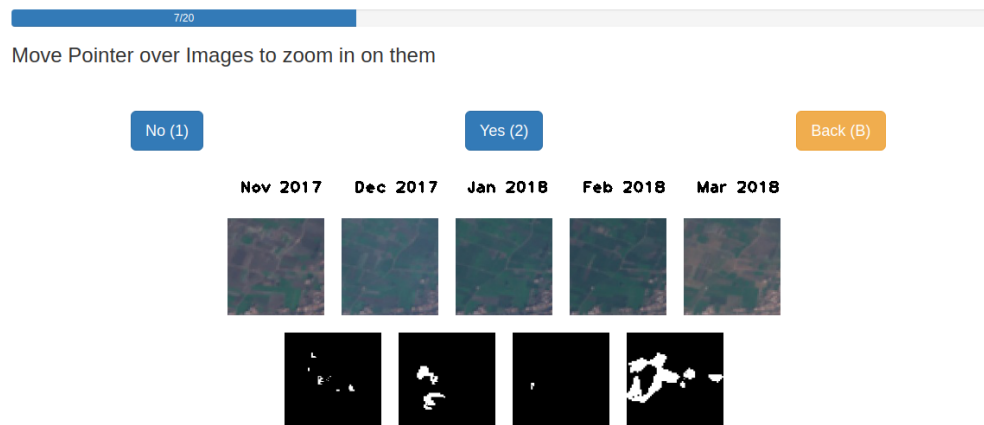 7/20
Move Pointer over Images to zoom in on them
No (1) Yes (2) Back (B)
Nov 2017 Dec 2017 Jan 2018 Feb 2018 Mar 2018